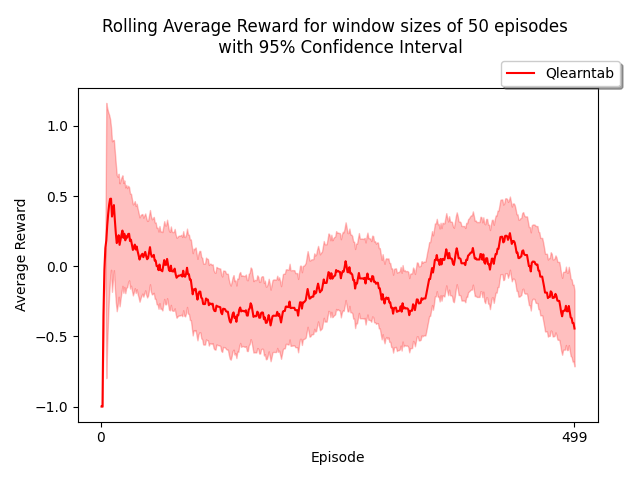 Rolling Average Reward for window sizes of 50 episodes
with 95% Confidence Interval
Qlearntab
Average Reward
1.0
0.5
0.0
−0.5
−1.0
0
499
Episode